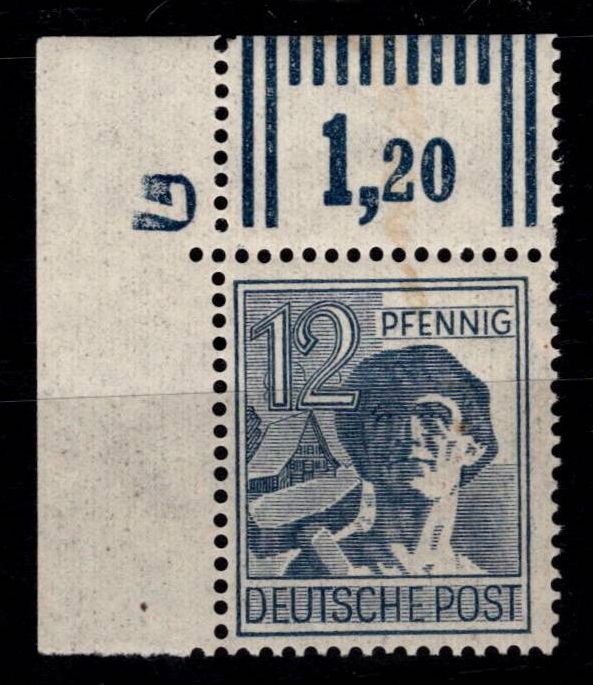 1,20
D
12 PFENNIG
DEUTSCHE POST